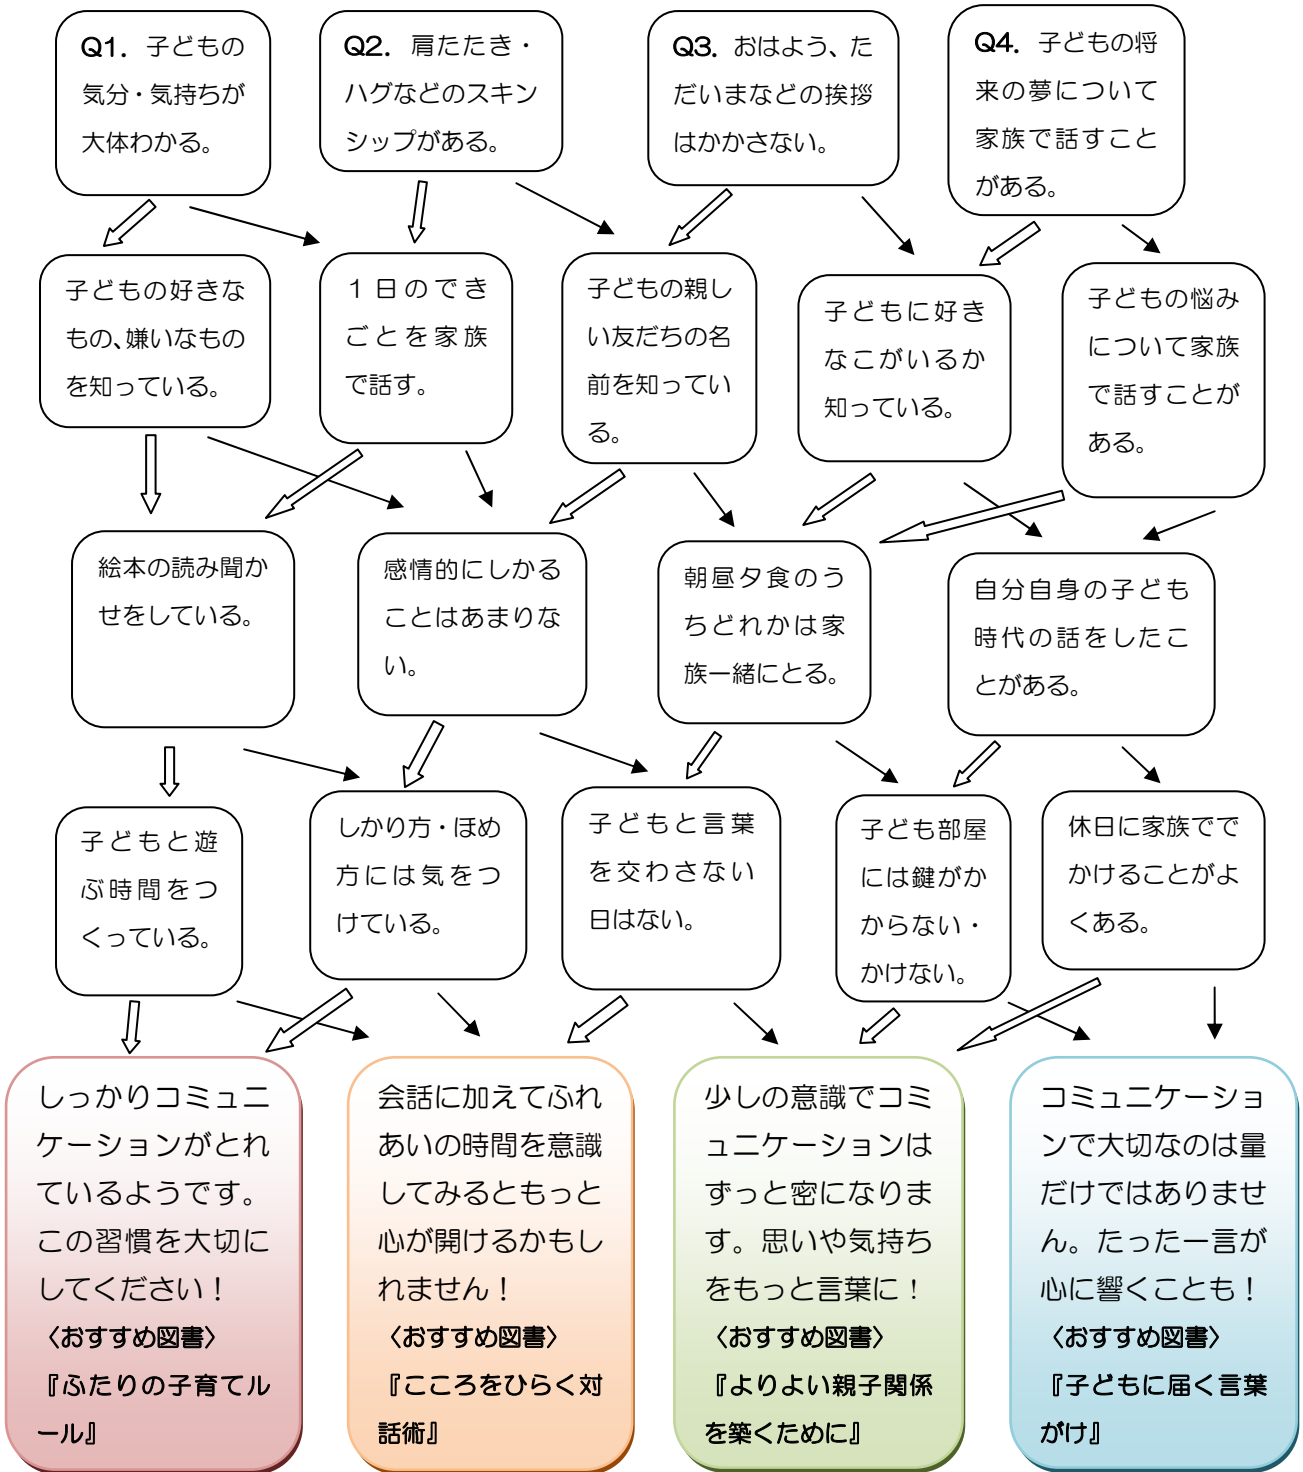 Q1. 子どもの
気分・気持ちが
大体わかる。
Q2. 肩たたき・
ハグなどのスキン
シップがある。
Q3. おはよう、た
だいまなどの挨拶
はかかさない。
Q4. 子どもの将
来の夢について
家族で話すこと
がある。
子どもの好きな
もの、嫌いなもの
を知っている。
1日のでき
ごとを家族
で話す。
子どもの親し
い友だちの名
前を知ってい
る。
子どもに好き
なこがいるか
知っている。
子どもの悩み
について家族
で話すことが
ある。
絵本の読み聞か
せをしている。
感情的にしかる
ことはあまりな
い。
朝昼夕食のう
ちどれかは家
族一緒にとる。
自分自身の子ども
時代の話をしたこ
とがある。
子どもと遊
ぶ時間をつ
くっている。
しかり方・ほめ
方には気をつ
けている。
子どもと言葉
を交わさない
日はない。
子ども部屋
には鍵がか
からない・
かけない。
休日に家族でで
かけることがよ
くある。
しっかりコミュニ
ケーションがとれ
ているようです。
この習慣を大切に
してください！
〈おすすめ図書〉
『ふたりの子育てル
ール』
会話に加えてふれ
あいの時間を意識
してみるともっと
心が開けるかもし
れません！
〈おすすめ図書〉
『こころをひらく対
話術』
少しの意識でコミ
ュニケーションは
ずっと密になりま
す。思いや気持ち
をもっと言葉に！
〈おすすめ図書〉
『よりよい親子関係
を築くために』
コミュニケーショ
ンで大切なのは量
だけではありませ
ん。たった一言が
心に響くことも！
〈おすすめ図書〉
『子どもに届く言葉
がけ』